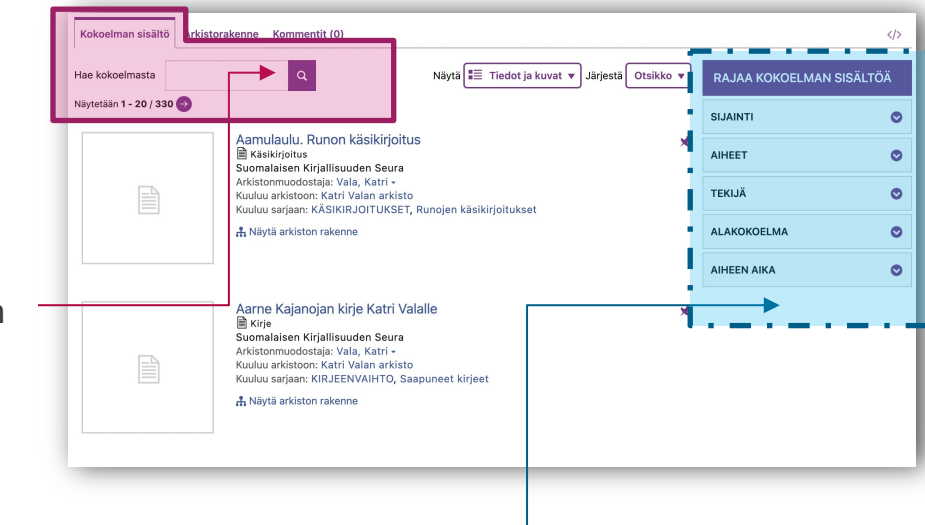 Kokoelman sisältö Arkistorakenne Kommentit (0) </>
Hae kokoelmasta
Näytä Tiedot ja kuvat Järjestä Otsikko
Näytetään 1 - 20 / 330
Aamulaulu. Runon käsikirjoitus
Käsikirjoitus
Suomalaisen Kirjallisuuden Seura
Arkistonmuodostaja: Vala, Katri
Kuuluu arkistoon: Katri Valan arkisto
Kuuluu sarjaan: KÄSIKIRJOITUKSET, Runojen käsikirjoitukset
Näytä arkiston rakenne
Aarne Kajanojan kirje Katri Valalle
Kirje
Suomalaisen Kirjallisuuden Seura
Arkistonmuodostaja: Vala, Katri
Kuuluu arkistoon: Katri Valan arkisto
Kuuluu sarjaan: KIRJEENVAIHTO, Saapuneet kirjeet
Näytä arkiston rakenne
RAJAA KOKOELMAN SISÄLTÖÄ
SIJAINTI
AIHEET
TEKIJÄ
ALAKOKOELMA
AIHEEN AIKA